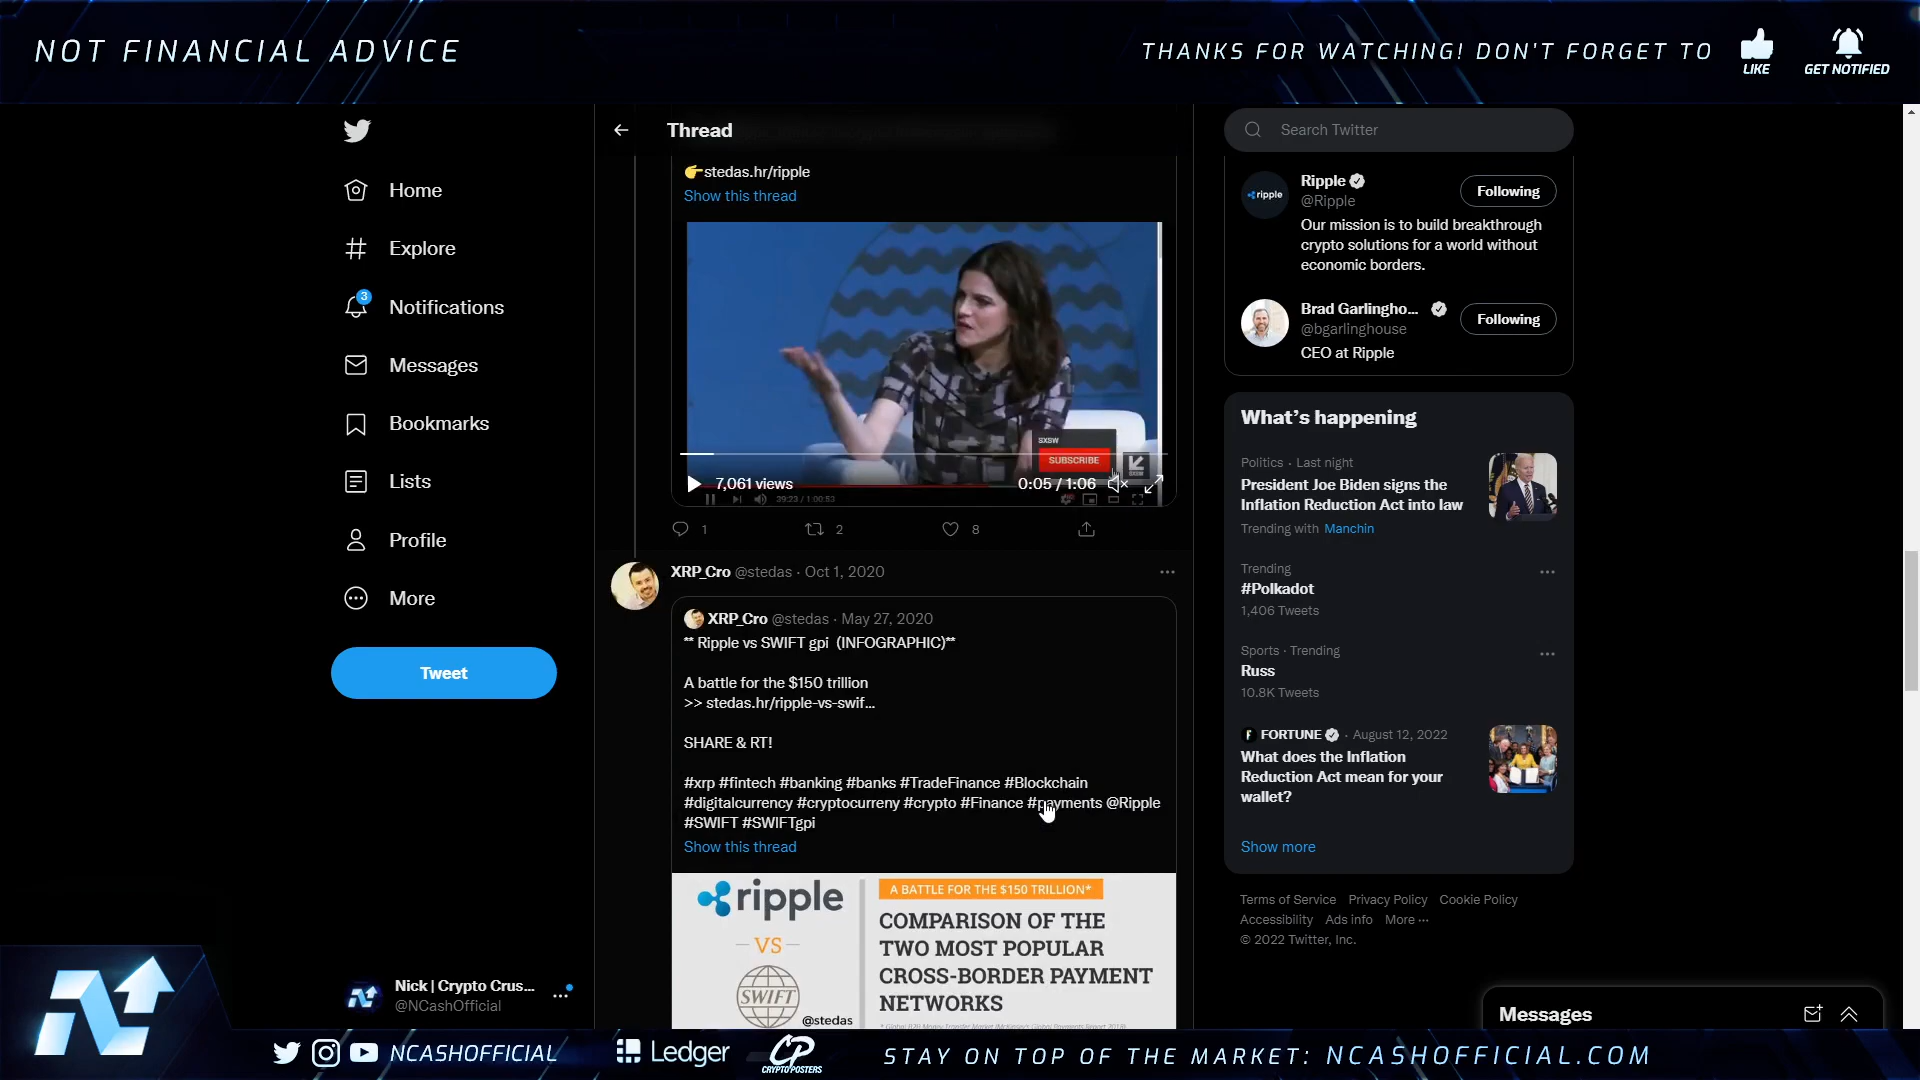 NOT FINANCIAL ADVICE
THANKS FOR WATCHING! DON'T FORGET TO
LIKE
GET NOTIFIED
Home
Explore
3
Notifications
Messages
Bookmarks
Lists
Profile
More
Tweet
Nick | Crypto Crus...
@NCashOfficial
Thread
👉stedas.hr/ripple
Show this thread
SXSW
SUBSCRIBE
7,061 views
0:05 / 1:06
39:23 / 1:00:53
1
2
8
XRP_Cro @stedas · Oct 1, 2020
XRP_Cro @stedas · May 27, 2020
** Ripple vs SWIFT gpi (INFOGRAPHIC)**
A battle for the $150 trillion
>> stedas.hr/ripple-vs-swif...
SHARE & RT!
#xrp #fintech #banking #banks #TradeFinance #Blockchain
#digitalcurrency #cryptocurreny #crypto #Finance #payments @Ripple
#SWIFT #SWIFTgpi
Show this thread
ripple
VS
SWIFT
@stedas
A BATTLE FOR THE $150 TRILLION*
COMPARISON OF THE
TWO MOST POPULAR
CROSS-BORDER PAYMENT
NETWORKS
Search Twitter
ripple
Ripple
@Ripple
Following
Our mission is to build breakthrough
crypto solutions for a world without
economic borders.
Brad Garlingho...
@bgarlinghouse
Following
CEO at Ripple
What's happening
Politics · Last night
President Joe Biden signs the
Inflation Reduction Act into law
Trending with Manchin
Trending
#Polkadot
1,406 Tweets
Sports · Trending
Russ
10.8K Tweets
F FORTUNE · August 12, 2022
What does the Inflation
Reduction Act mean for your
wallet?
Show more
Terms of Service Privacy Policy Cookie Policy
Accessibility Ads info More ···
© 2022 Twitter, Inc.
Messages
NCASHOFFICIAL
Ledger
CP
CRYPTOPOSTERS
STAY ON TOP OF THE MARKET: NCASHOFFICIAL.COM